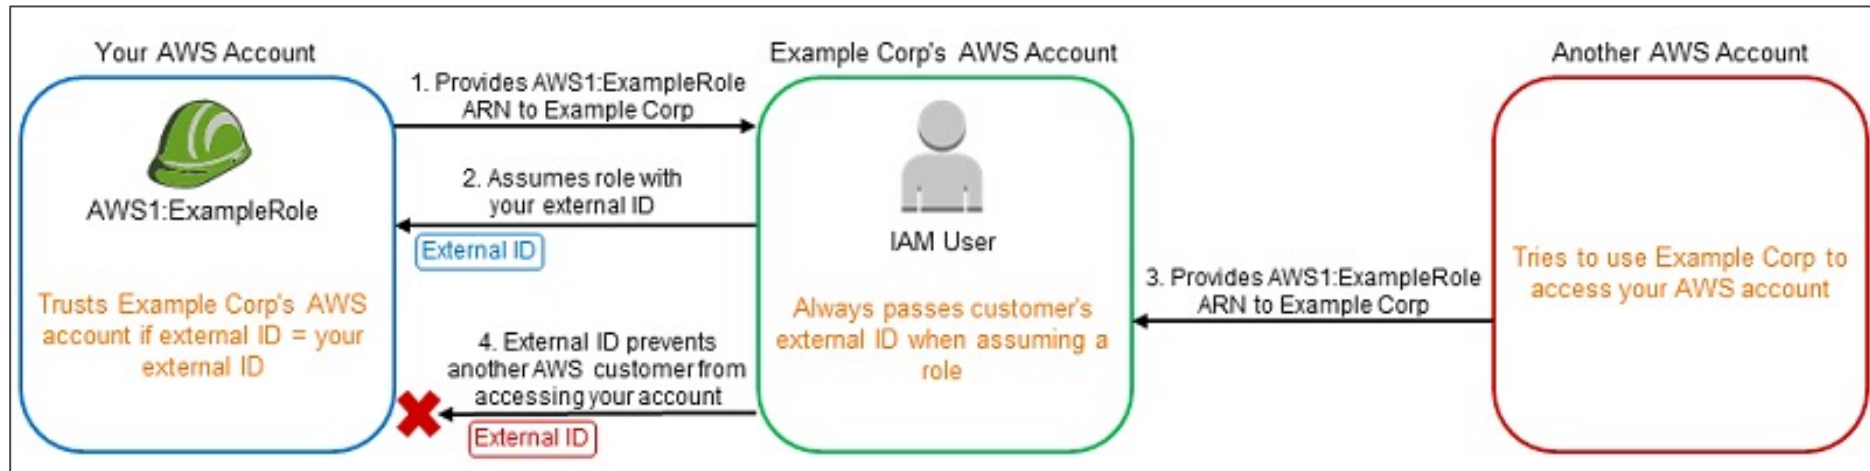 Your AWS Account
AWS1:ExampleRole
Trusts Example Corp's AWS
account if external ID = your
external ID
1. Provides AWS1:ExampleRole
ARN to Example Corp
2. Assumes role with
your external ID
External ID
4. External ID prevents
another AWS customer from
accessing your account
External ID
Example Corp's AWS Account
IAM User
Always passes customer's
external ID when assuming a
role
3. Provides AWS1:ExampleRole
ARN to Example Corp
Another AWS Account
Tries to use Example Corp to
access your AWS account